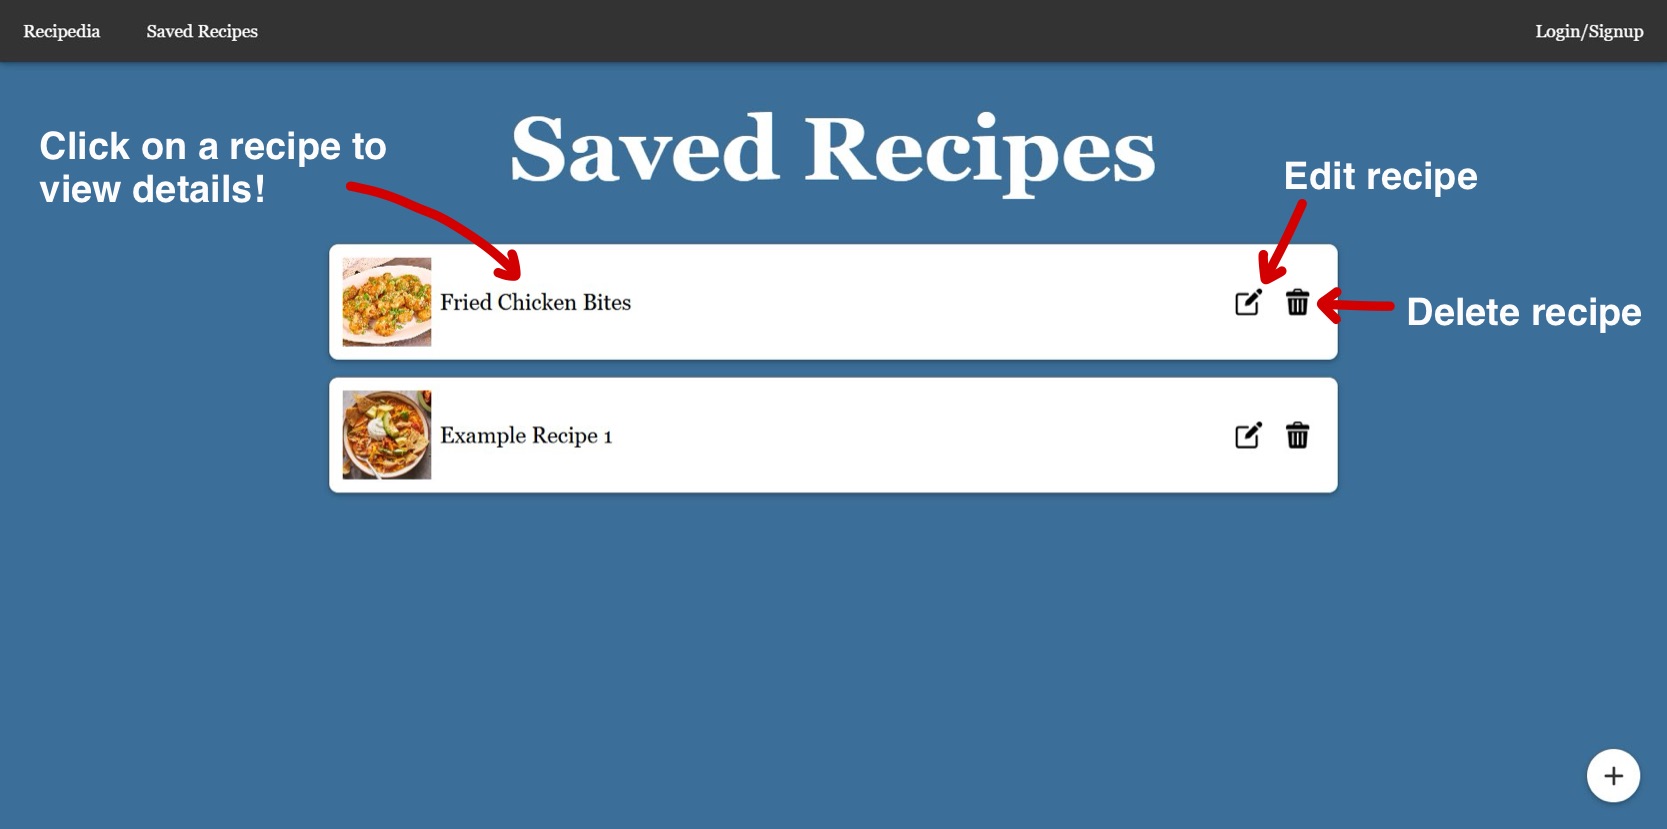 Recipedia
Saved Recipes
Login/Signup
Saved Recipes
Click on a recipe to
view details!
Edit recipe
Fried Chicken Bites
Delete recipe
Example Recipe 1
+